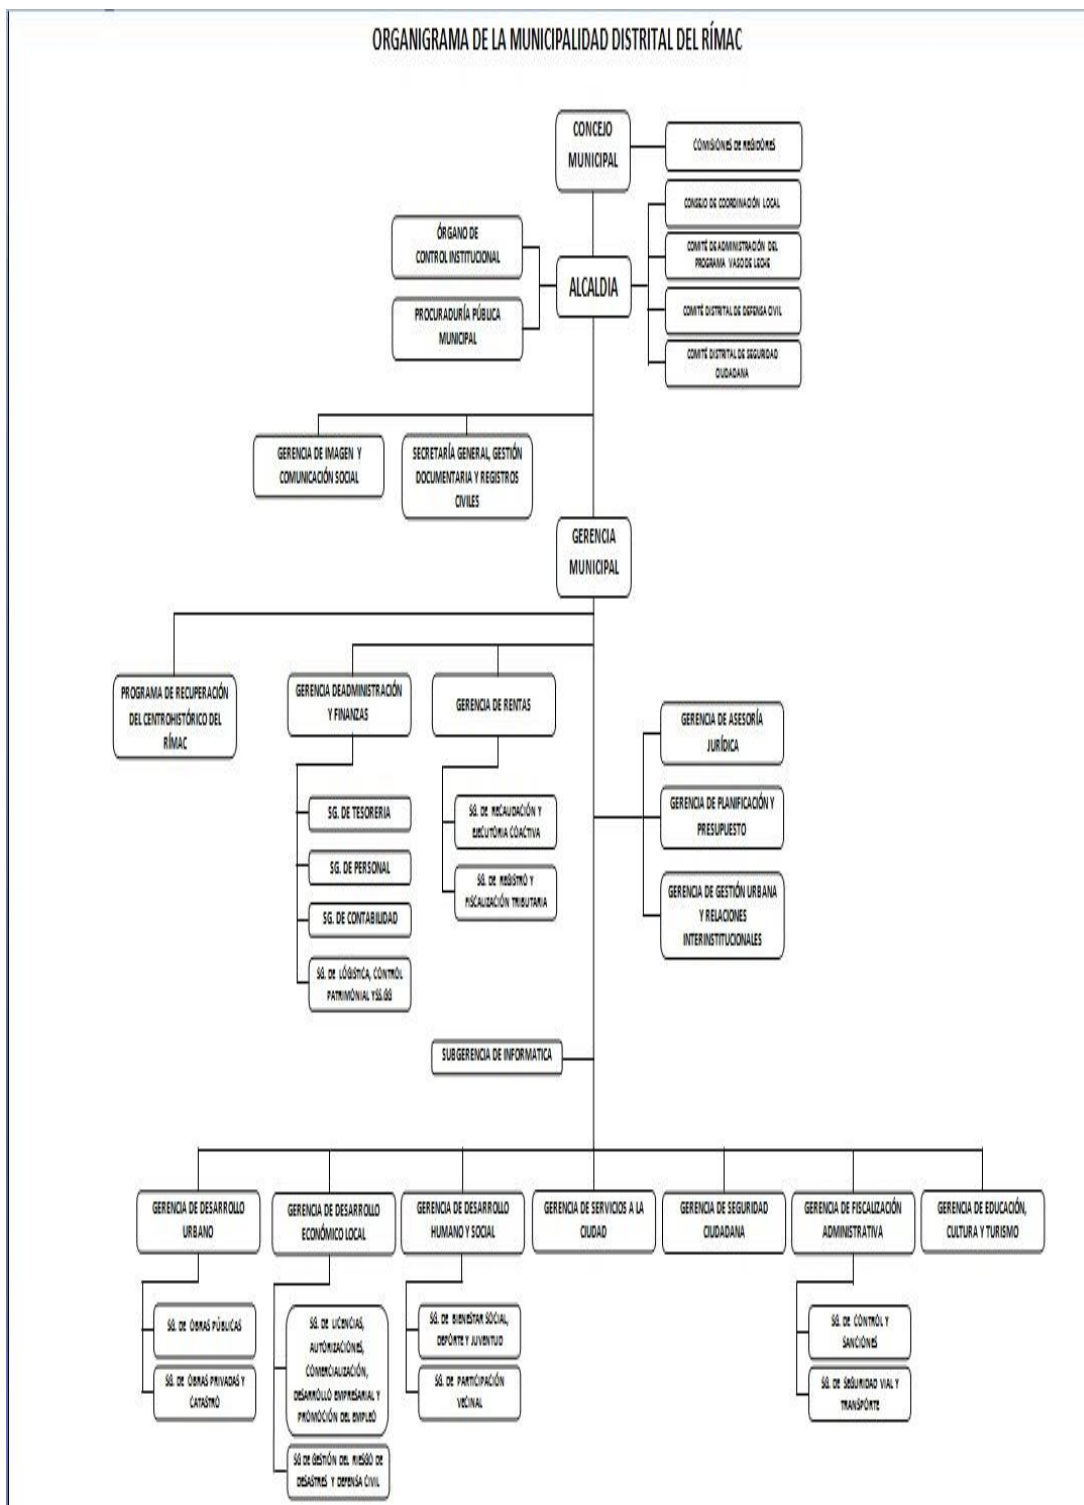 ORGANIGRAMA DE LA MUNICIPALIDAD DISTRITAL DEL RÍMAC
CONCEJO
MUNICIPAL
COMISIONES DE REGIDORES
CONSEJO DE COORDINACIÓN LOCAL
ÓRGANO DE
CONTROL INSTITUCIONAL
COMITÉ DE ADMINISTRACIÓN DEL
PROGRAMA VASO DE LECHE
ALCALDIA
PROCURADURÍA PÚBLICA
MUNICIPAL
COMITÉ DISTRITAL DE DEFENSA CIVIL
COMITÉ DISTRITAL DE SEGURIDAD
CIUDADANA
GERENCIA DE IMAGEN Y
COMUNICACIÓN SOCIAL
SECRETARÍA GENERAL, GESTIÓN
DOCUMENTARIA Y REGISTROS
CIVILES
GERENCIA
MUNICIPAL
PROGRAMA DE RECUPERACIÓN
DEL CENTROHISTÓRICO DEL
RÍMAC
GERENCIA DEADMINISTRACIÓN
Y FINANZAS
GERENCIA DE RENTAS
GERENCIA DE ASESORÍA
JURÍDICA
SG. DE TESORERIA
SG. DE RECAUDACIÓN Y
EJECUTORIA COACTIVA
GERENCIA DE PLANIFICACIÓN Y
PRESUPUESTO
SG. DE PERSONAL
SG. DE REGISTRO Y
FISCALIZACIÓN TRIBUTARIA
GERENCIA DE GESTIÓN URBANA
Y RELACIONES
INTERINSTITUCIONALES
SG. DE CONTABILIDAD
SG. DE LÓGISTICA, CONTROL
PATRIMONIAL YSS.GG
SUBGERENCIA DE INFORMATICA
GERENCIA DE DESARROLLO
URBANO
GERENCIA DE DESARROLLO
ECONÓMICO LOCAL
GERENCIA DE DESARROLLO
HUMANO Y SOCIAL
GERENCIA DE SERVICIOS A LA
CIUDAD
GERENCIA DE SEGURIDAD
CIUDADANA
GERENCIA DE FISCALIZACIÓN
ADMINISTRATIVA
GERENCIA DE EDUCACIÓN,
CULTURA Y TURISMO
SG. DE OBRAS PÚBLICAS
SG. DE OBRAS PRIVADAS Y
CATASTRO
SG. DE LICENCIAS,
AUTORIZACIONES,
COMERCIALIZACIÓN,
DESARROLLO EMPRESARIAL Y
PROMOCIÓN DEL EMPLEO
SG DE GESTIÓN DEL RIESGO DE
DESASTRES Y DEFENSA CIVIL
SG. DE BIENESTAR SOCIAL,
DEPORTE Y JUVENTUD
SG. DE PARTICIPACIÓN
VECINAL
SG. DE CONTROL Y
SANCIONES
SG. DE SEGURIDAD VIAL Y
TRANSPORTE